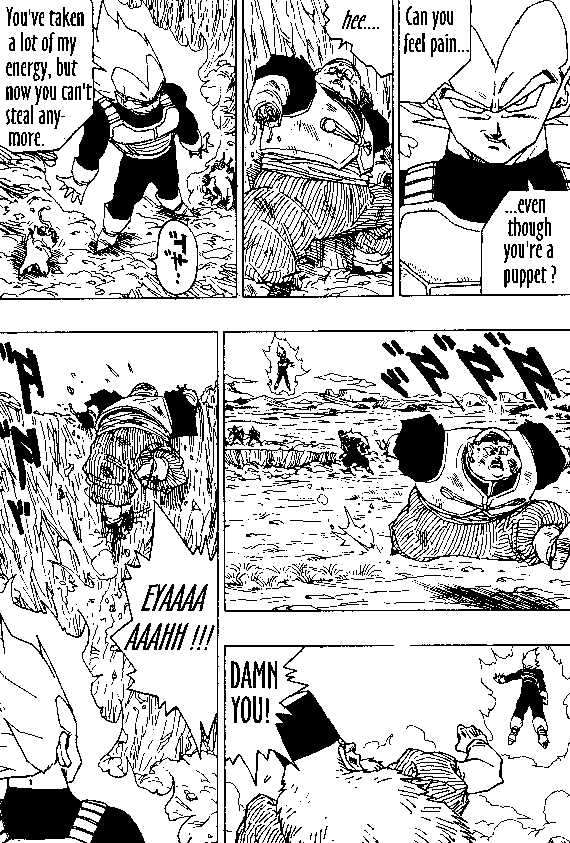 You've taken
a lot of my
energy, but
now you can't
steal any-
more.
hee....
Can you
feel pain...
...even
though
you're a
puppet ?
EYAAAA
AAAHH !!!
DAMN
YOU!